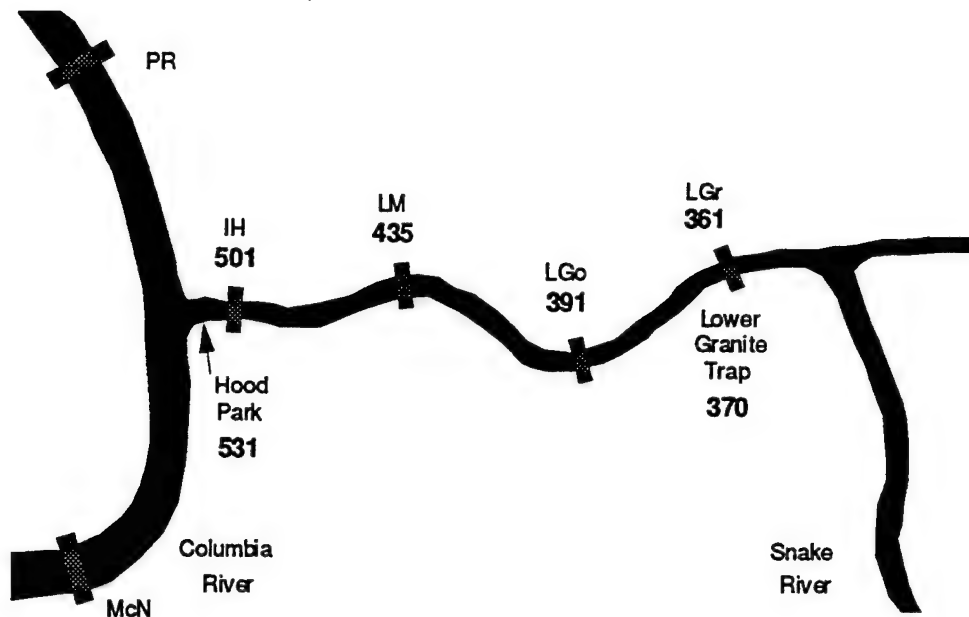 PR
IH
501
LM
435
LGo
391
LGr
361
Lower
Granite
Trap
370
Hood
Park
531
Columbia
River
Snake
River
McN